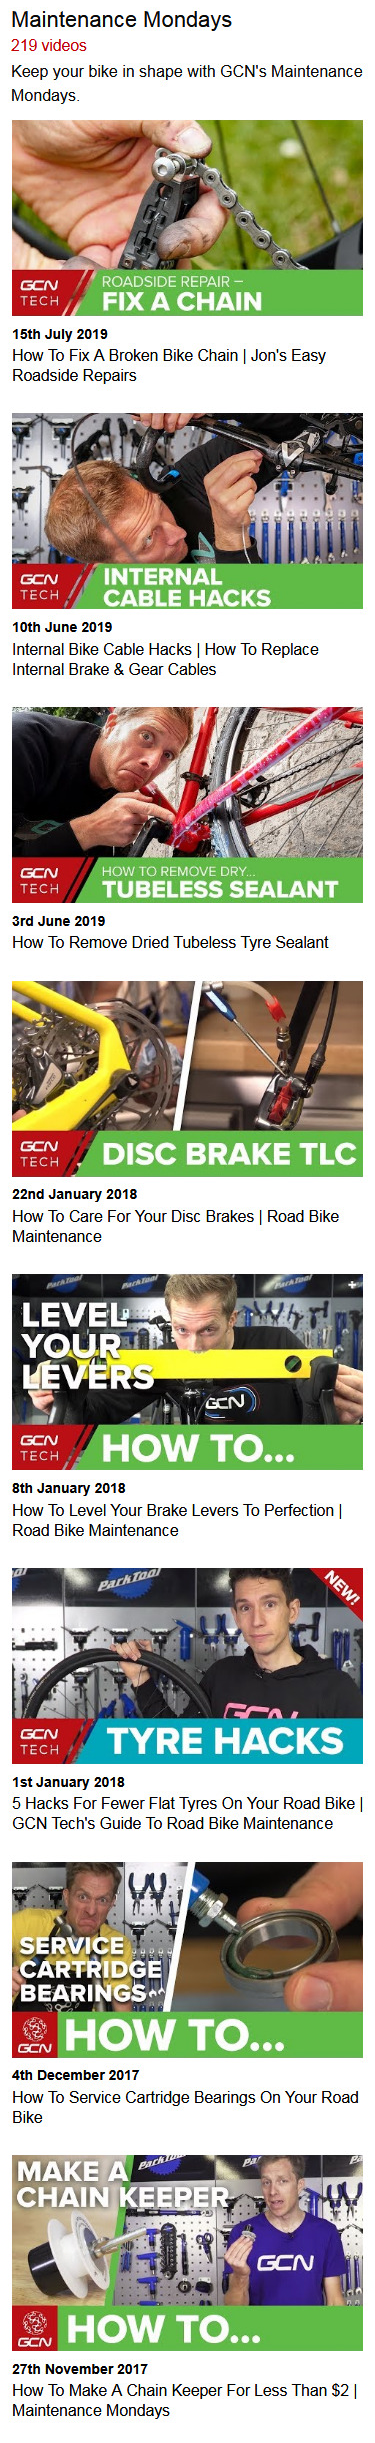 Maintenance Mondays
219 videos
Keep your bike in shape with GCN's Maintenance
Mondays.
GCN
TECH
ROADSIDE REPAIR –
FIX A CHAIN
15th July 2019
How To Fix A Broken Bike Chain | Jon's Easy
Roadside Repairs
GCN
TECH
INTERNAL
CABLE HACKS
10th June 2019
Internal Bike Cable Hacks | How To Replace
Internal Brake & Gear Cables
GCN
TECH
HOW TO REMOVE DRY...
TUBELESS SEALANT
3rd June 2019
How To Remove Dried Tubeless Tyre Sealant
GCN
TECH
DISC BRAKE TLC
22nd January 2018
How To Care For Your Disc Brakes | Road Bike
Maintenance
ParkTool
ParkTool
ParkTool
LEVEL
YOUR
LEVERS
GCN
GCN
TECH
HOW TO...
8th January 2018
How To Level Your Brake Levers To Perfection |
Road Bike Maintenance
ParkTool
NEW!
GCN
GCN
TECH
TYRE HACKS
1st January 2018
5 Hacks For Fewer Flat Tyres On Your Road Bike |
GCN Tech's Guide To Road Bike Maintenance
SERVICE
CARTRIDGE
BEARINGS
GCN
HOW TO...
4th December 2017
How To Service Cartridge Bearings On Your Road
Bike
MAKE A
CHAIN KEEPER
ParkTool
GCN
GCN
HOW TO...
27th November 2017
How To Make A Chain Keeper For Less Than $2 |
Maintenance Mondays